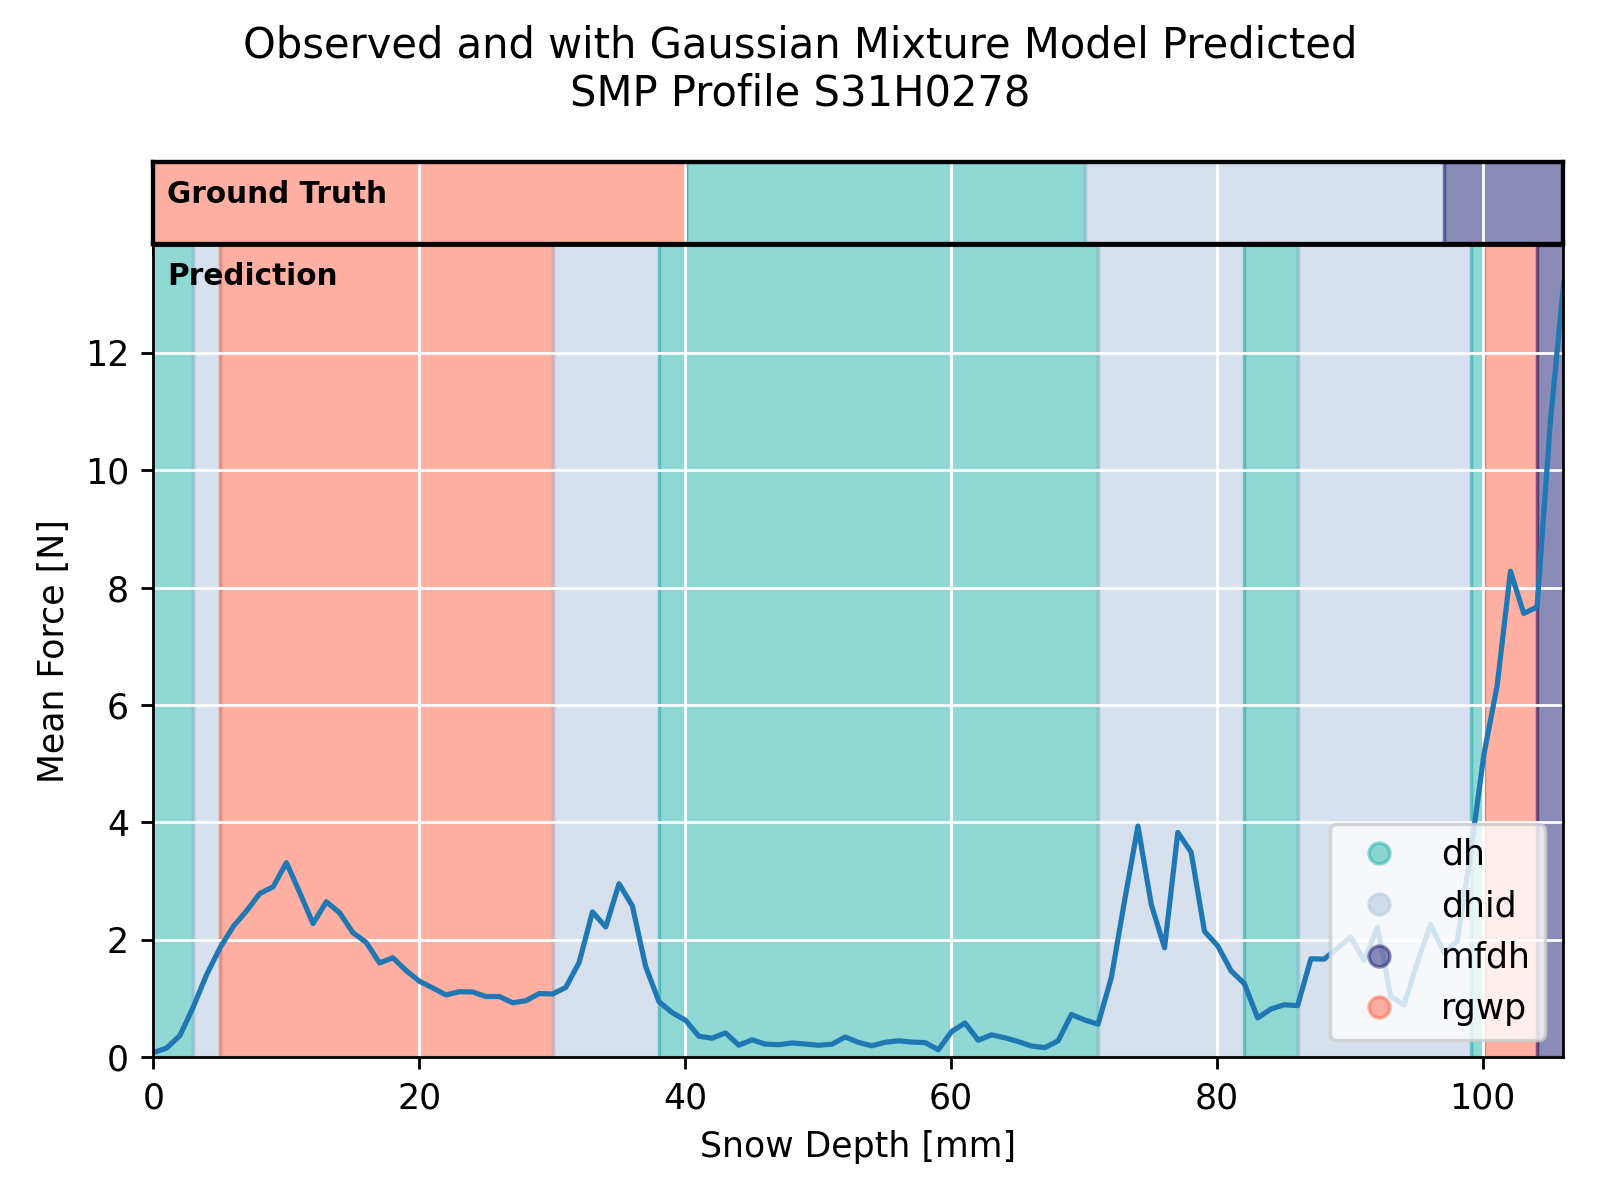 Observed and with Gaussian Mixture Model Predicted
SMP Profile S31H0278
Ground Truth
Prediction
12
10
8
6
4
2
0
Mean Force [N]
dh
dhid
mfdh
rgwp
0 20 40 60 80 100
Snow Depth [mm]